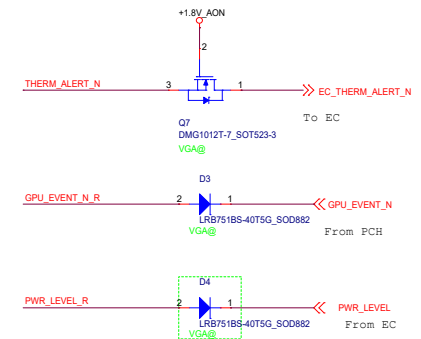 +1.8V_AON
2
THERM_ALERT_N
3
1
EC_THERM_ALERT_N
To EC
Q7
DMG1012T-7_SOT523-3
VGA@
D3
GPU_EVENT_N_R
2
1
GPU_EVENT_N
LRB751BS-40T5G_SOD882
VGA@
From PCH
D4
PWR_LEVEL_R
2
1
PWR_LEVEL
LRB751BS-40T5G_SOD882
From EC
VGA@